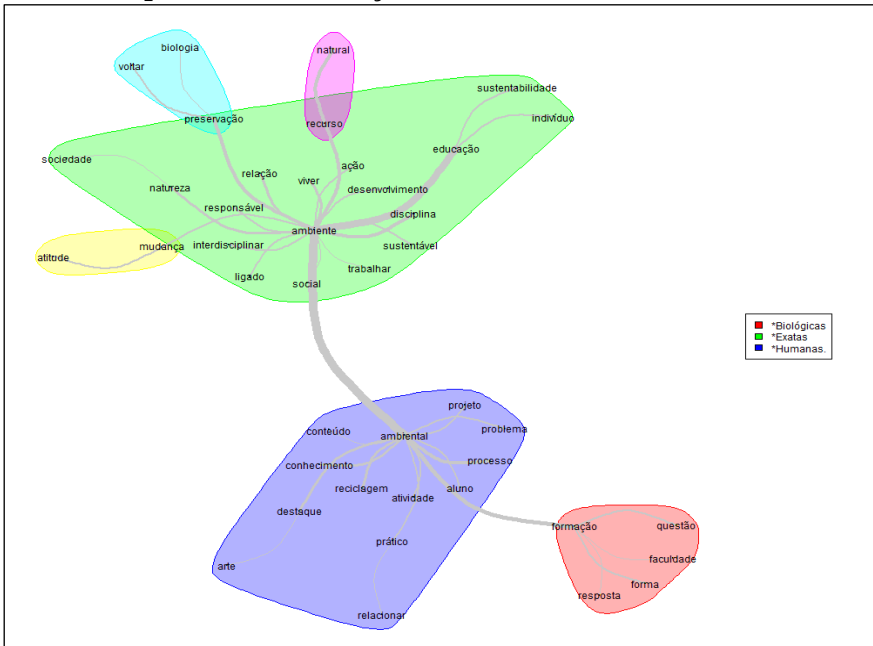 biologia
natural
voltar
sustentabilidade
preservação
recurso
indivíduo
educação
sociedade
ação
relação
viver
natureza
desenvolvimento
responsável
disciplina
ambiente
mudança
interdisciplinar
sustentável
atitude
trabalhar
ligado
social
*Biológicas
*Exatas
*Humanas.
projeto
conteúdo
ambiental
problema
conhecimento
processo
reciclagem
aluno
atividade
destaque
formação
questão
prático
faculdade
arte
forma
resposta
relacionar